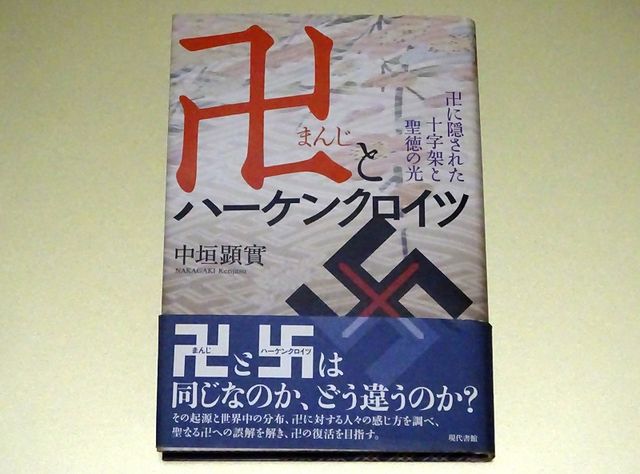 卍
まんじ
と
ハーケンクロイツ
卍に隠された
十字架と
聖徳の光
中垣顕實
NAKAGAKI Kenjitsu
卍と卐は
まんじ
ハーケンクロイツ
同じなのか、どう違うのか?
その起源と世界中の分布、卍に対する人々の感じ方を調べ、
聖なる卍への誤解を解き、卍の復活を目指す。
現代書館